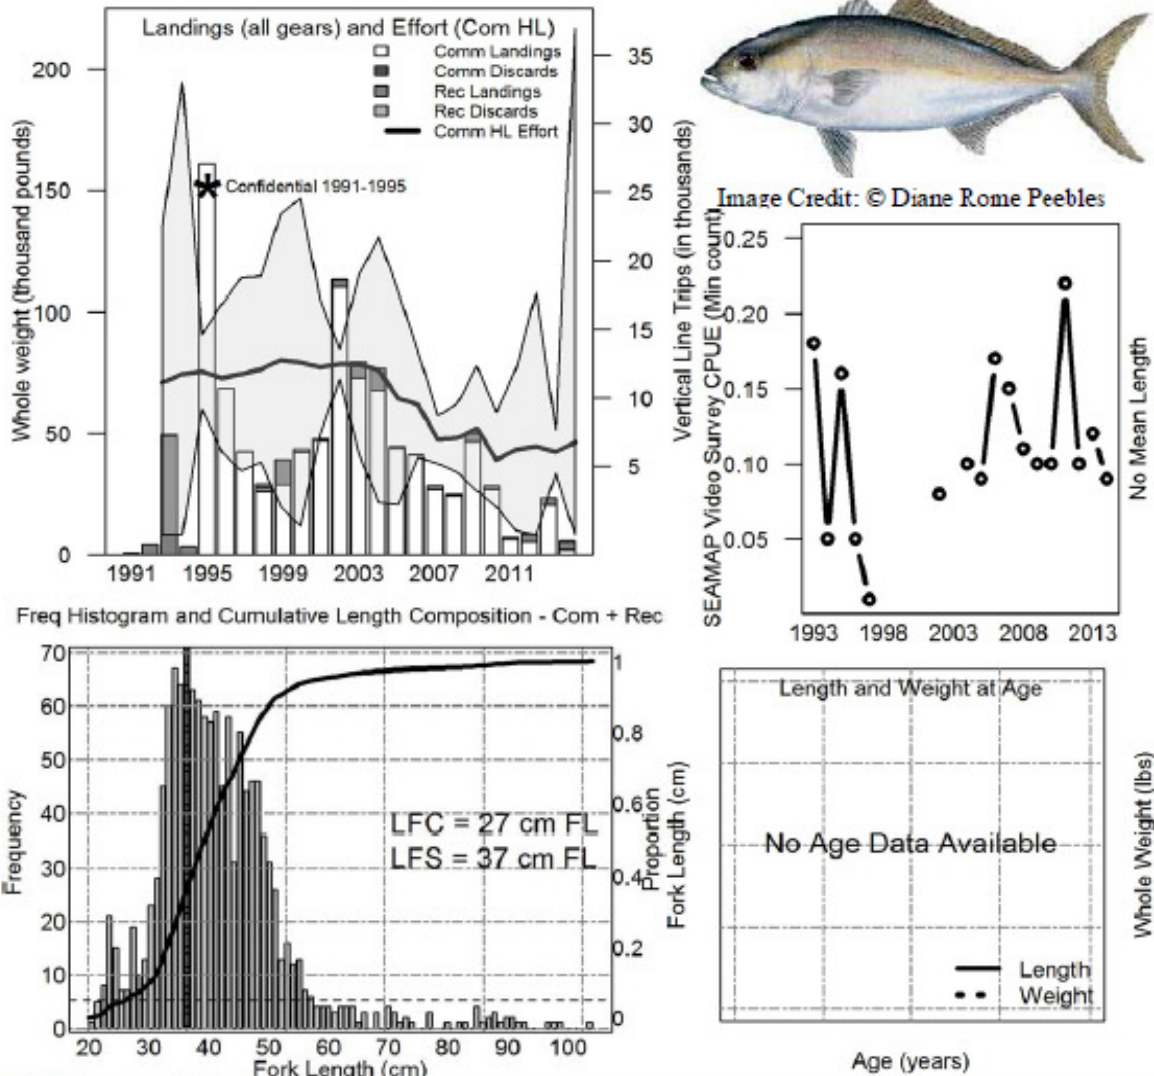 Landings (all gears) and Effort (Com HL)
Comm Landings
Comm Discards
Rec Landings
Rec Discards
Comm HL Effort
Confidential 1991-1995
Whole weight (thousand pounds)
200
150
100
50
0
1991 1995 1999 2003 2007 2011
35
30
25
20
15
10
5
Vertical Line Trips (in thousands)
Image Credit: © Diane Rome Peebles
SEAMAP Video Survey CPUE (Min count)
0.25
0.20
0.15
0.10
0.05
1993 1998 2003 2008 2013
No Mean Length
Freq Histogram and Cumulative Length Composition - Com + Rec
Frequency
70
60
50
40
30
20
10
0
LFC = 27 cm FL
LFS = 37 cm FL
1
0.8
0.6
0.4
0.2
0
Proportion
20 30 40 50 60 70 80 90 100
Fork Length (cm)
Fork Length (cm)
Length and Weight at Age
No Age Data Available
Length
Weight
Whole Weight (lbs)
Age (years)